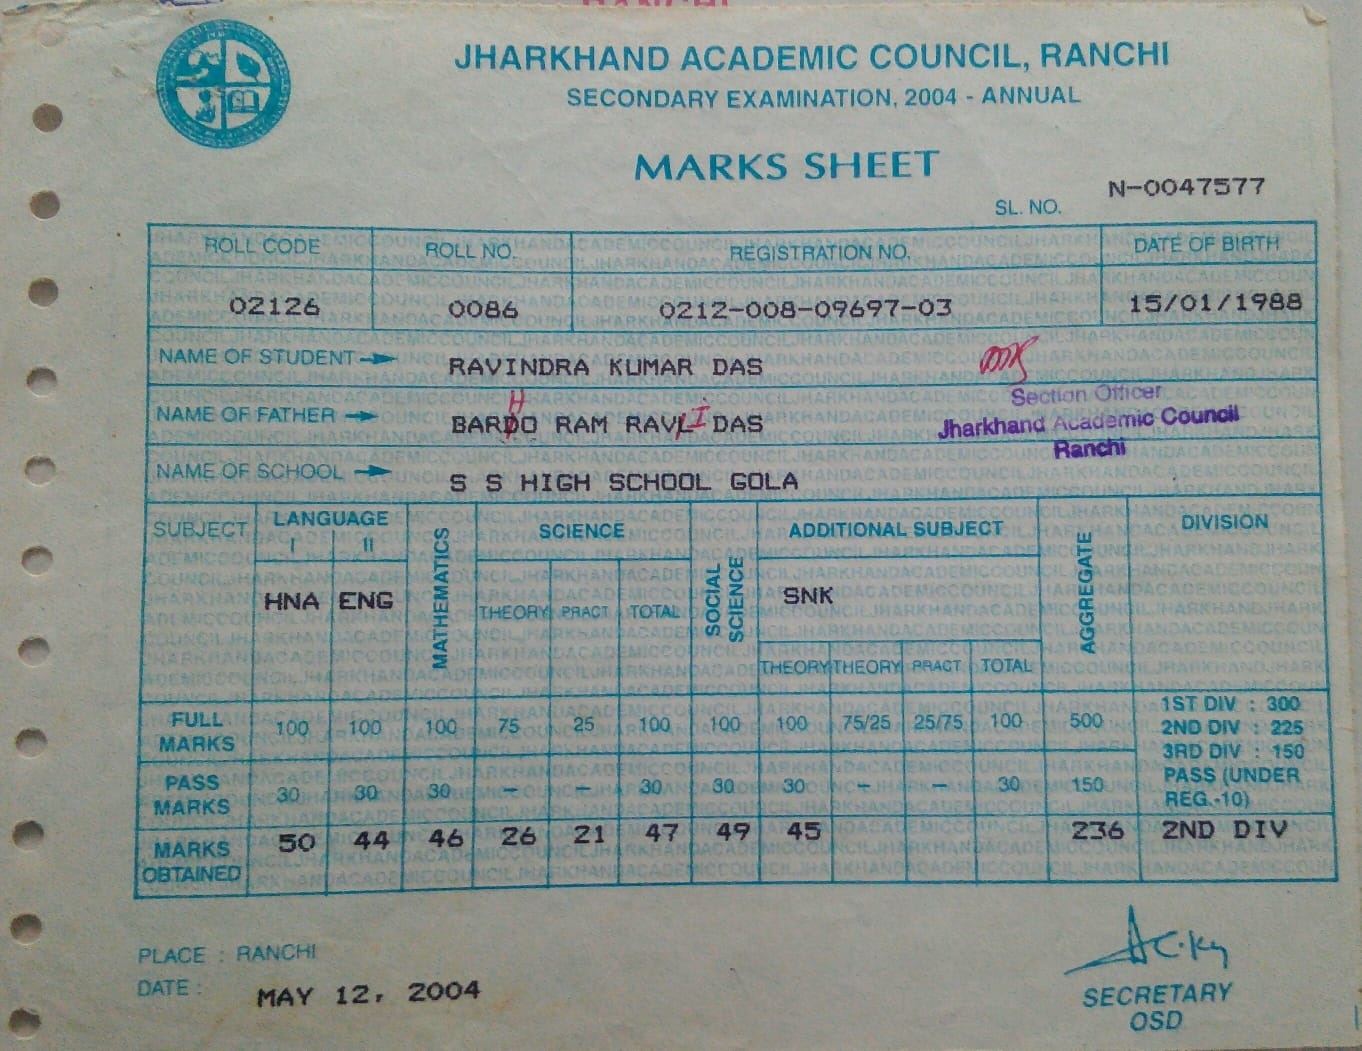 JHARKHAND ACADEMIC COUNCIL, RANCHI
SECONDARY EXAMINATION, 2004 - ANNUAL
MARKS SHEET
SL. NO. N-0047577
ROLL CODE ROLL NO. REGISTRATION NO. DATE OF BIRTH
02126 0086 0212-008-09697-03 15/01/1988
NAME OF STUDENT RAVINDRA KUMAR DAS
NAME OF FATHER BARHO RAM RAVI DAS
Section Officer
Jharkhand Academic Council
Ranchi
NAME OF SCHOOL S S HIGH SCHOOL GOLA
SUBJECT LANGUAGE MATHEMATICS SCIENCE SOCIAL SCIENCE ADDITIONAL SUBJECT AGGREGATE DIVISION
I II
HNA ENG THEORY PRACT TOTAL SNK
THEORY THEORY PRACT TOTAL
FULL MARKS 100 100 100 75 25 100 100 100 75/25 25/75 100 500
PASS MARKS 30 30 30 - - 30 30 30 - - 30 150
1ST DIV : 300
2ND DIV : 225
3RD DIV : 150
PASS (UNDER
REG.-10)
MARKS OBTAINED 50 44 46 26 21 47 49 45 236 2ND DIV
PLACE : RANCHI
DATE : MAY 12, 2004
SECRETARY
OSD